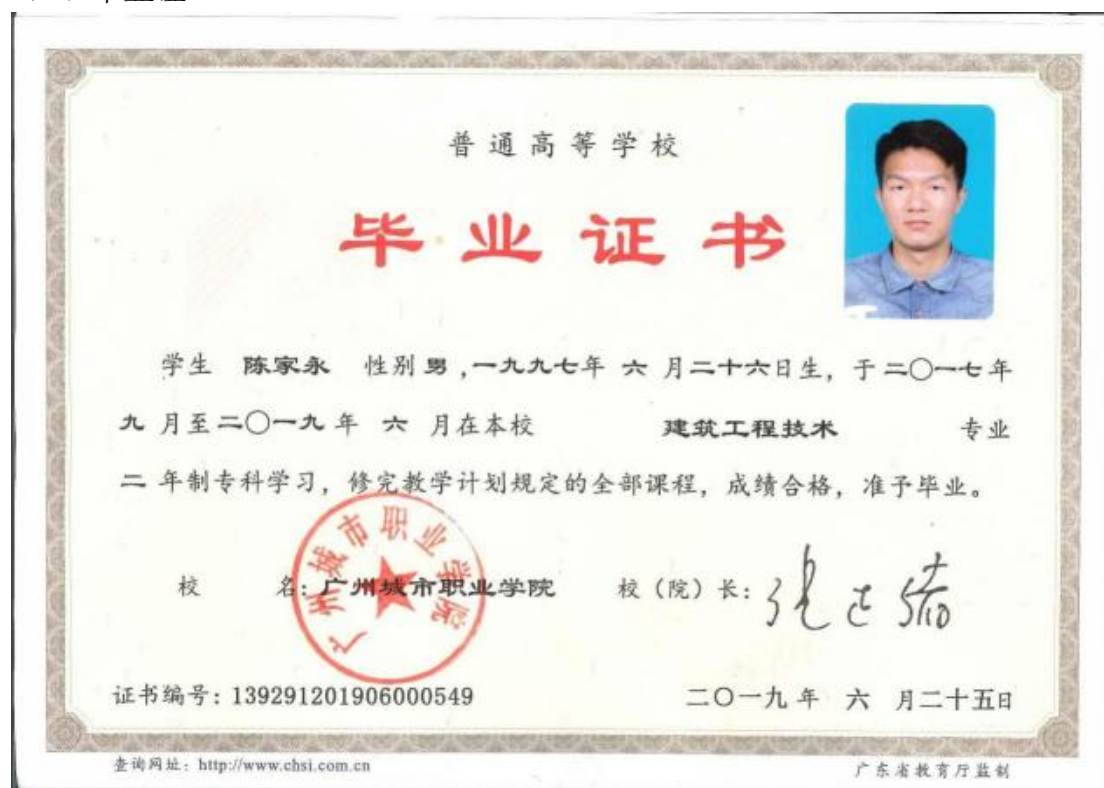 普通高等学校
毕业证书
学生 陈家永 性别 男 ,一九九七年 六 月二十六日生，于二〇一七年
九 月至二〇一九 年 六 月在本校 建筑工程技术 专业
二 年制专科学习，修完教学计划规定的全部课程，成绩合格，准予毕业。
广州城市职业学院
校 名: 广州城市职业学院 校（院）长:
证书编号: 139291201906000549 二〇一九 年 六 月二十五日
查询网址: http://www.chsi.com.cn 广东省教育厅监制